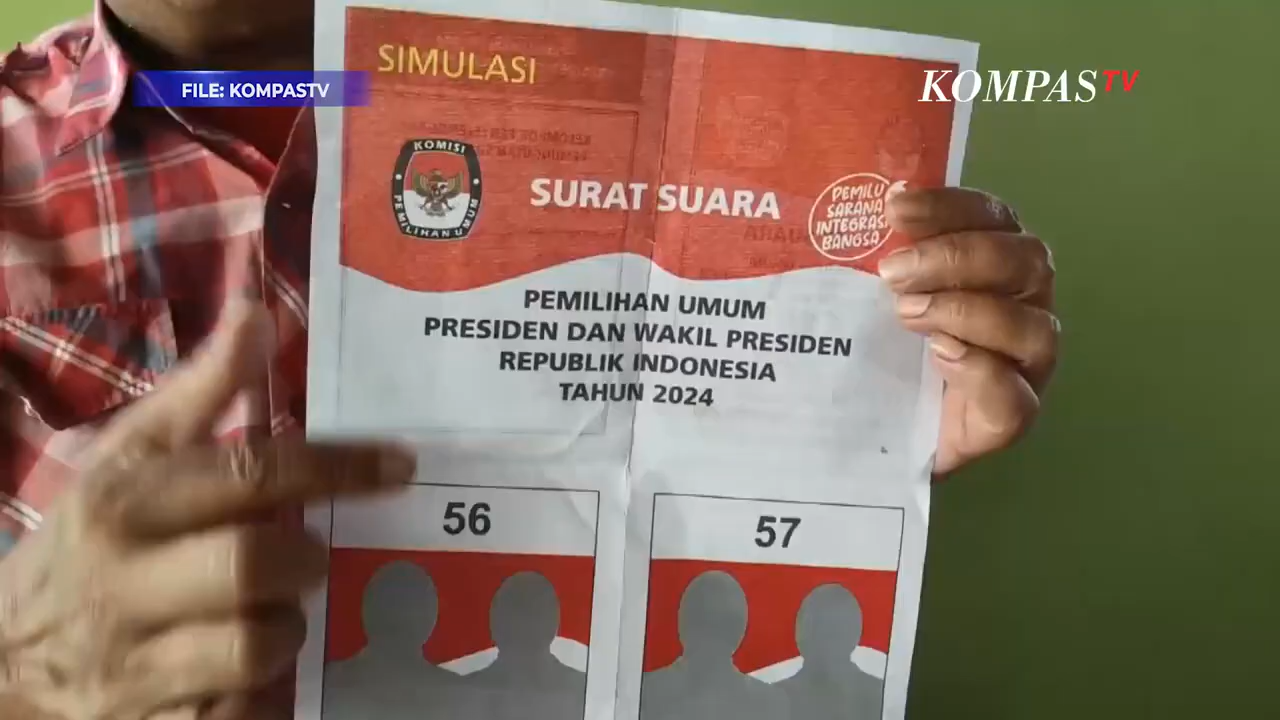 FILE: KOMPASTV
KOMPASTV
SIMULASI
KOMISI
PEMILIHAN UMUM
SURAT SUARA
PEMILU
SARANA
INTEGRASI
BANGSA
PEMILIHAN UMUM
PRESIDEN DAN WAKIL PRESIDEN
REPUBLIK INDONESIA
TAHUN 2024
56
57